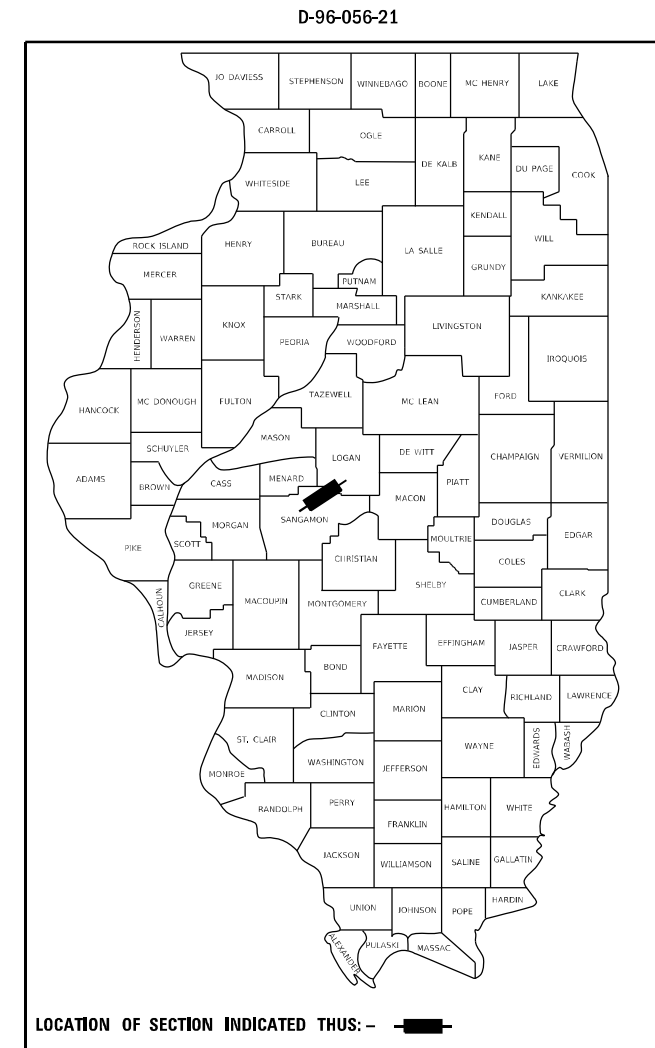 D-96-056-21
JO DAVIESS STEPHENSON WINNEBAGO BOONE MC HENRY LAKE
CARROLL OGLE
DE KALB KANE DU PAGE COOK
WHITESIDE LEE
KENDALL
ROCK ISLAND HENRY BUREAU LA SALLE WILL
MERCER PUTNAM GRUNDY
STARK MARSHALL KANKAKEE
HENDERSON WARREN KNOX PEORIA WOODFORD LIVINGSTON
IROQUOIS
HANCOCK MC DONOUGH FULTON TAZEWELL MC LEAN FORD
MASON
SCHUYLER LOGAN DE WITT CHAMPAIGN VERMILION
ADAMS BROWN CASS MENARD MACON PIATT
SANGAMON DOUGLAS
PIKE SCOTT MORGAN MOULTRIE EDGAR
CHRISTIAN COLES
GREENE SHELBY
CALHOUN MACOUPIN MONTGOMERY CUMBERLAND CLARK
JERSEY
FAYETTE EFFINGHAM JASPER CRAWFORD
MADISON BOND
CLAY RICHLAND LAWRENCE
CLINTON MARION
ST. CLAIR WAYNE EDWARDS WABASH
WASHINGTON JEFFERSON
MONROE
RANDOLPH PERRY HAMILTON WHITE
FRANKLIN
JACKSON WILLIAMSON SALINE GALLATIN
UNION JOHNSON POPE HARDIN
ALEXANDER PULASKI MASSAC
LOCATION OF SECTION INDICATED THUS: –